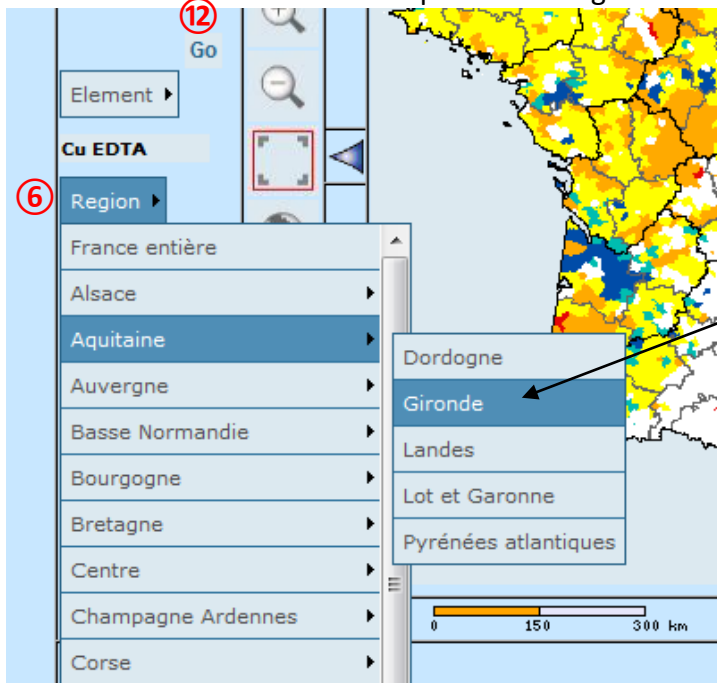 ⑫
Go
Element
Cu EDTA
⑥ Region
France entière
Alsace
Aquitaine
Auvergne
Basse Normandie
Bourgogne
Bretagne
Centre
Champagne Ardennes
Corse
Dordogne
Gironde
Landes
Lot et Garonne
Pyrénées atlantiques
0 150 300 km